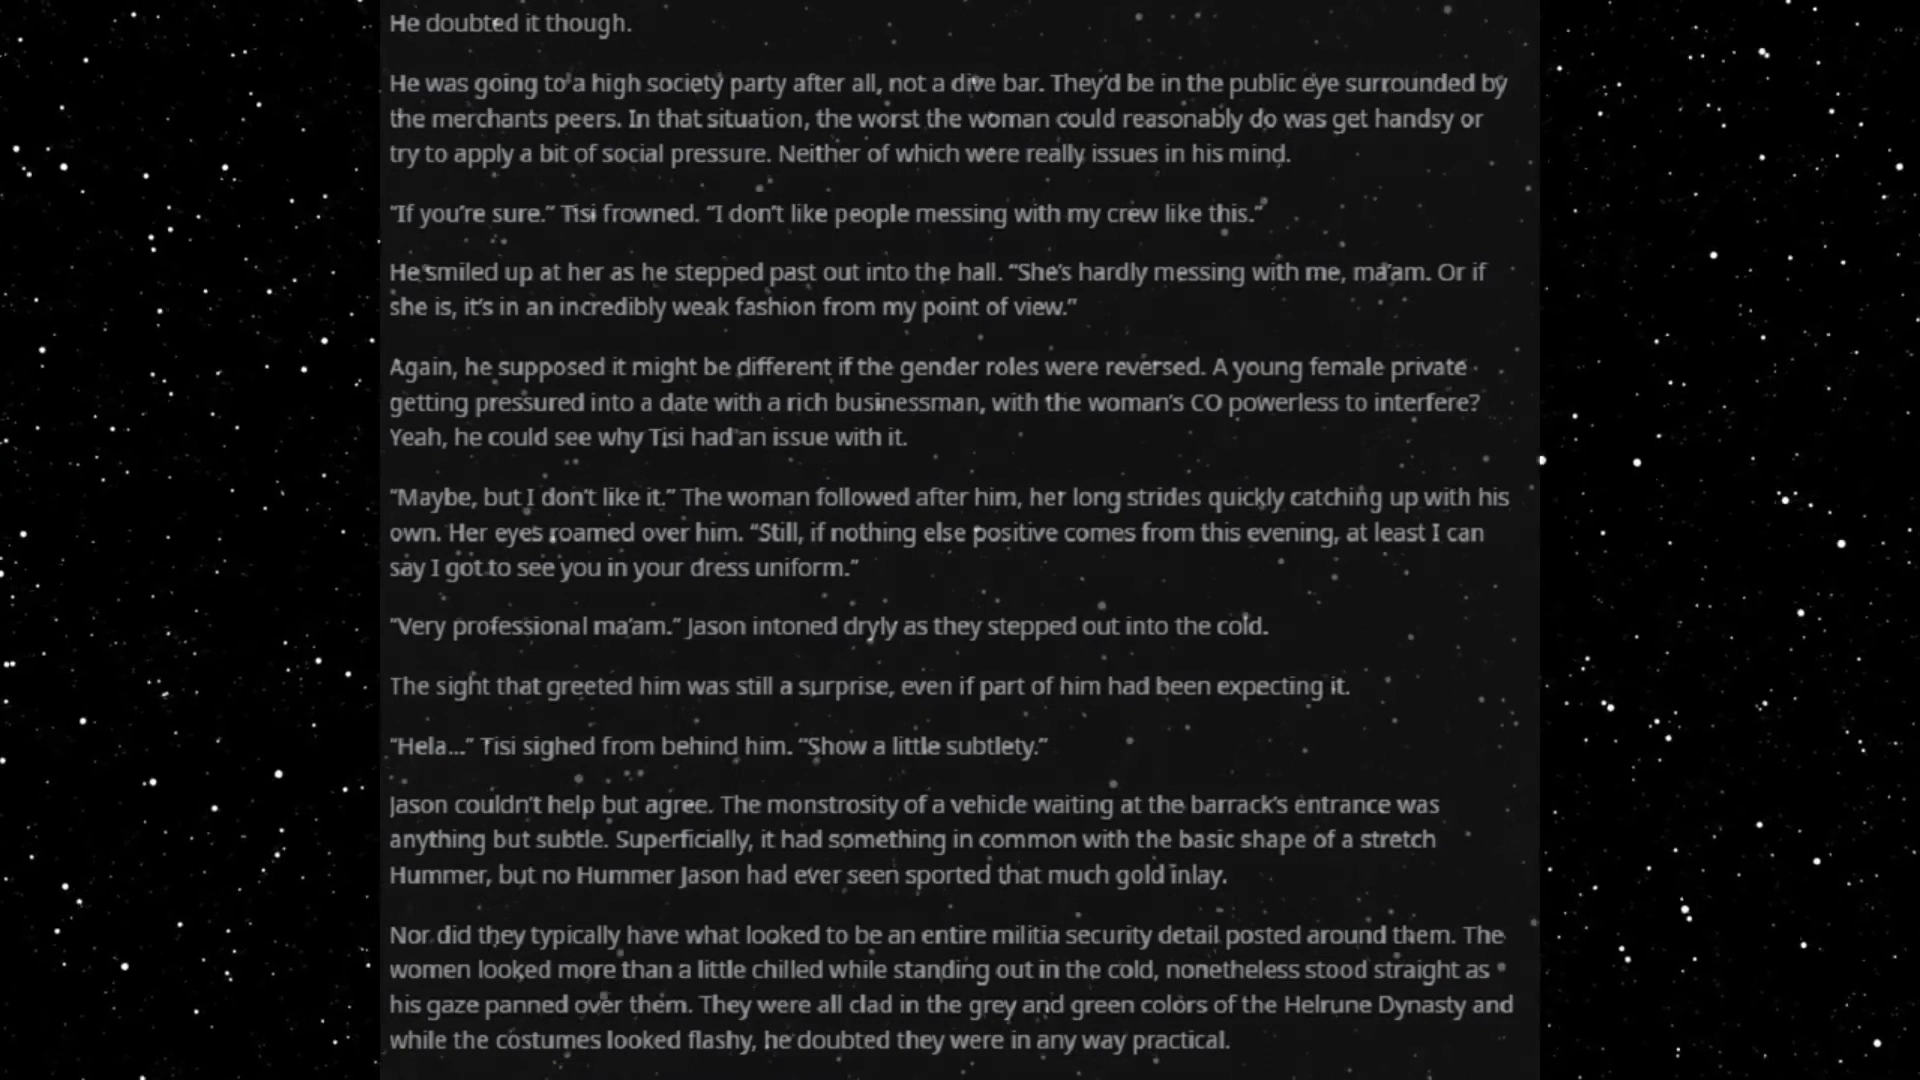 He doubted it though.
He was going to a high society party after all, not a dive bar. They'd be in the public eye surrounded by
the merchants peers. In that situation, the worst the woman could reasonably do was get handsy or
try to apply a bit of social pressure. Neither of which were really issues in his mind.
“If you're sure.” Tisi frowned. “I don't like people messing with my crew like this.”
He smiled up at her as he stepped past out into the hall. “She's hardly messing with me, ma'am. Or if
she is, it's in an incredibly weak fashion from my point of view.”
Again, he supposed it might be different if the gender roles were reversed. A young female private
getting pressured into a date with a rich businessman, with the woman's CO powerless to interfere?
Yeah, he could see why Tisi had an issue with it.
“Maybe, but I don't like it.” The woman followed after him, her long strides quickly catching up with his
own. Her eyes roamed over him. “Still, if nothing else positive comes from this evening, at least I can
say I got to see you in your dress uniform.”
“Very professional ma'am.” Jason intoned dryly as they stepped out into the cold.
The sight that greeted him was still a surprise, even if part of him had been expecting it.
“Hela...” Tisi sighed from behind him. “Show a little subtlety.”
Jason couldn't help but agree. The monstrosity of a vehicle waiting at the barrack's entrance was
anything but subtle. Superficially, it had something in common with the basic shape of a stretch
Hummer, but no Hummer Jason had ever seen sported that much gold inlay.
Nor did they typically have what looked to be an entire militia security detail posted around them. The
women looked more than a little chilled while standing out in the cold, nonetheless stood straight as
his gaze panned over them. They were all clad in the grey and green colors of the Helrune Dynasty and
while the costumes looked flashy, he doubted they were in any way practical.